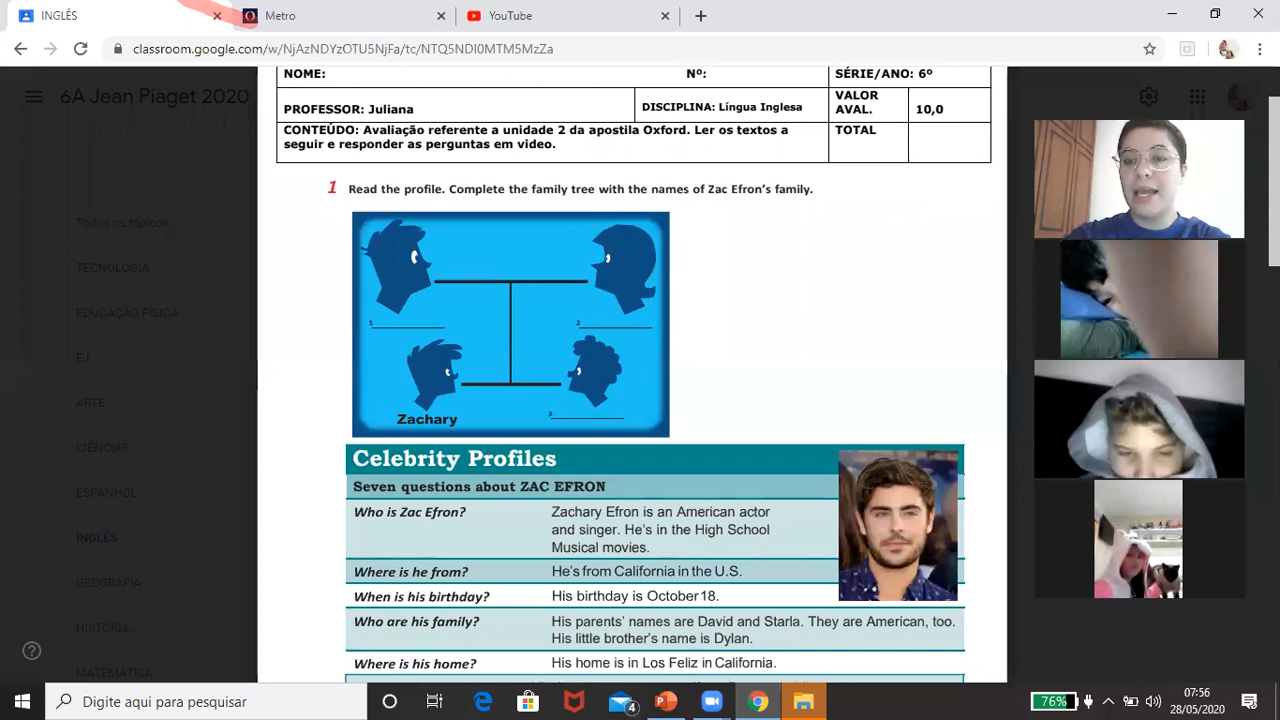 INGLÊS
Metro
YouTube
classroom.google.com/w/NjAzNDYzOTU5NjFa/tc/NTQ5NDI0MTM5MzZa
6A Jean Piaget 2020
NOME: Nº: SÉRIE/ANO: 6º
PROFESSOR: Juliana DISCIPLINA: Língua Inglesa VALOR AVAL. 10,0
CONTEÚDO: Avaliação referente a unidade 2 da apostila Oxford. Ler os textos a TOTAL
seguir e responder as perguntas em video.
1 Read the profile. Complete the family tree with the names of Zac Efron's family.
1
2
3
Zachary
Celebrity Profiles
Seven questions about ZAC EFRON
Who is Zac Efron? Zachary Efron is an American actor
and singer. He's in the High School
Musical movies.
Where is he from? He's from California in the U.S.
When is his birthday? His birthday is October 18.
Who are his family? His parents' names are David and Starla. They are American, too.
His little brother's name is Dylan.
Where is his home? His home is in Los Feliz in California.
Todos os tópicos
TECNOLOGIA
EDUCAÇÃO FÍSICA
E.I
ARTE
CIÊNCIAS
ESPANHOL
INGLÊS
GEOGRAFIA
HISTÓRIA
MATEMÁTICA
Digite aqui para pesquisar
4
76%
07:56
28/05/2020